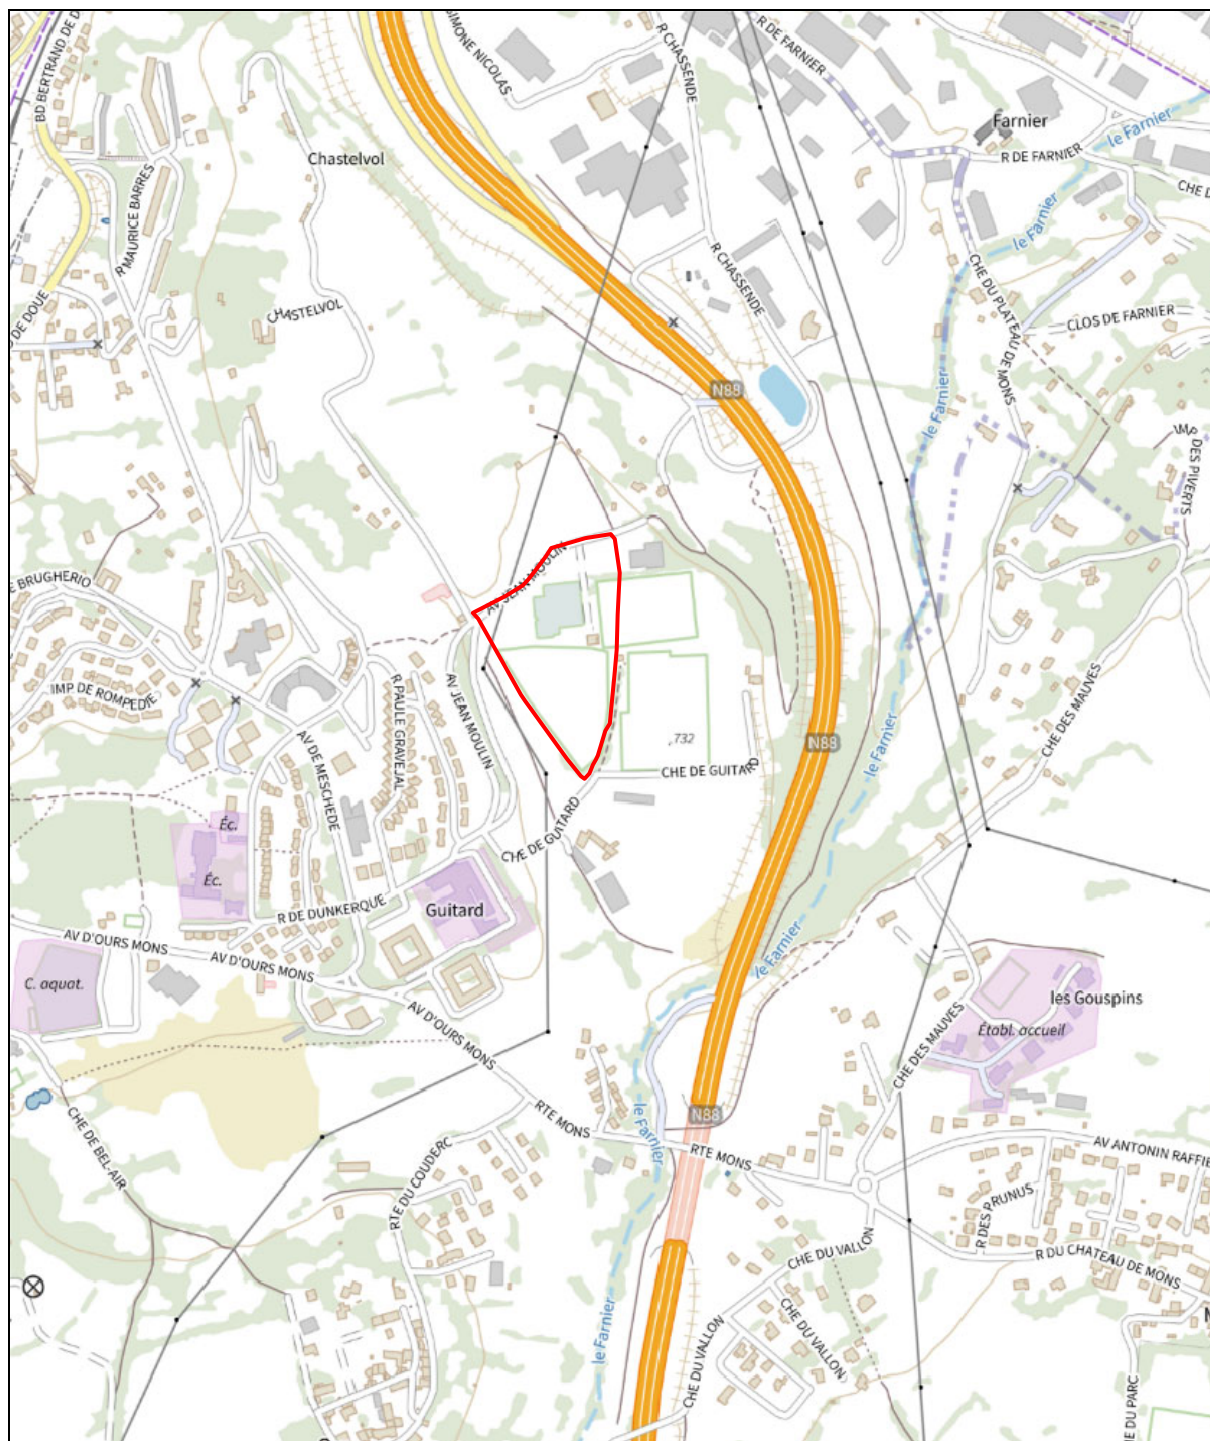 BD BERTRAND DE D
SIMONE NICOLAS
R CHASSENDE
R DE FARNIER
Farnier
le Farnier
R DE FARNIER
CHE D
Chastelvol
R MAURICE BARRES
le Farnier
R CHASSENDE
CHE DU PLATEAU DE MONS
CHASTELVOL
DE DOUE
CLOS DE FARNIER
N88
le Farnier
IMP DES PIVERTS
AV JEAN MOULIN
E BRUGHERIO
IMP DE ROMPEDIE
R PAULE GRAVEJAL
AV JEAN MOULIN
CHE DES MAUVES
AV DE MESCHEDE
,732
N88
le Farnier
CHE DE GUITARD
CHE DE GUITARD
Éc.
Éc.
R DE DUNKERQUE
Guitard
AV D'OURS MONS
AV D'OURS MONS
le Farnier
C. aquat.
les Gouspins
AV D'OURS MONS
Établ. accueil
CHE DES MAUVES
CHE DE BEL-AIR
RTE MONS
le Farnier
N88
RTE MONS
AV ANTONIN RAFFIE
RTE DU COUDERC
R DES PRUNUS
CHE DU VALLON
R DU CHATEAU DE MONS
le Farnier
CHE DU VALLON
CHE DU VALLON
HE DU PARC